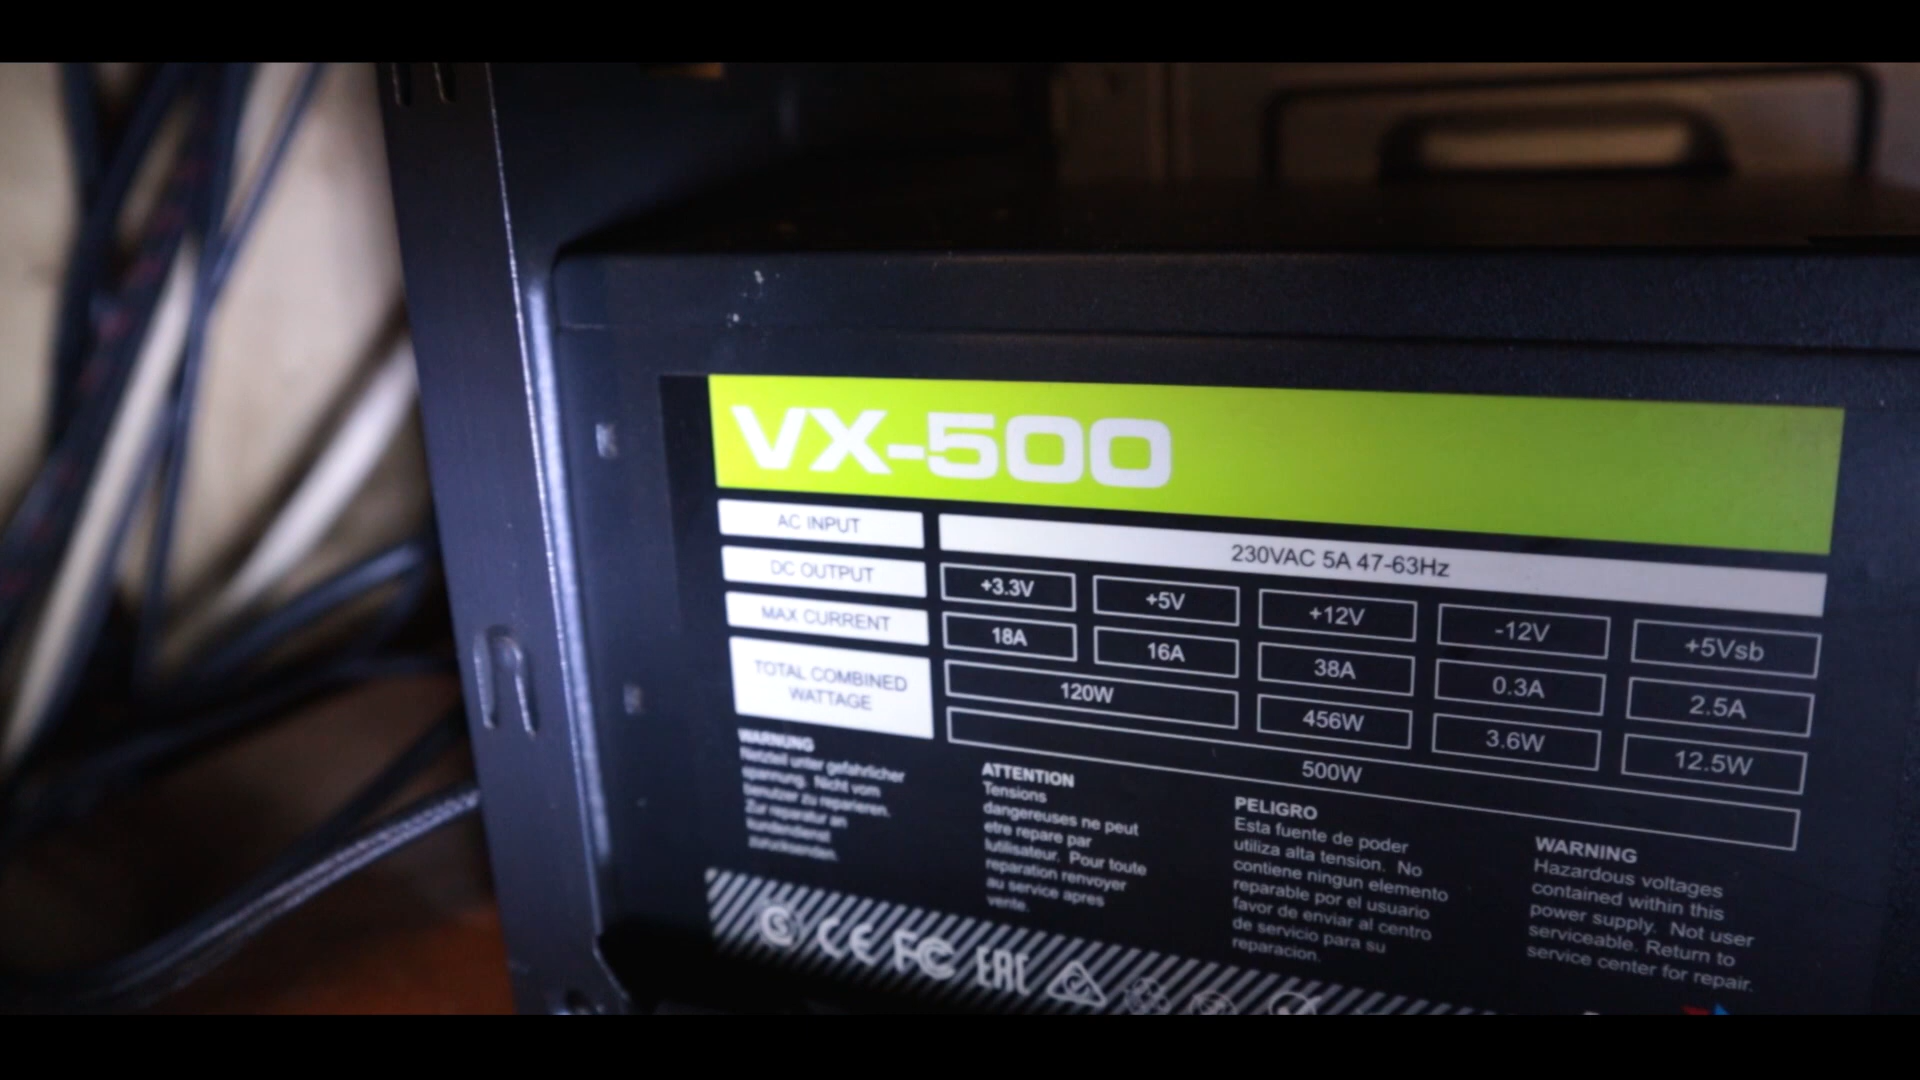 VX-500
AC INPUT
230VAC 5A 47-63Hz
DC OUTPUT
+3.3V
+5V
+12V
-12V
+5Vsb
MAX CURRENT
18A
16A
38A
0.3A
2.5A
TOTAL COMBINED
WATTAGE
120W
456W
3.6W
12.5W
500W
WARNUNG
Netzteil unter gefahrlicher
spannung. Nicht vom
benutzer zu reparieren.
Zur reparatur an
kundendienst
zurucksenden.
ATTENTION
Tensions
dangereuses ne peut
etre repare par
lutilisateur. Pour toute
reparation renvoyer
au service apres
vente.
PELIGRO
Esta fuente de poder
utiliza alta tension. No
contiene ningun elemento
reparable por el usuario
favor de enviar al centro
de servicio para su
reparacion.
WARNING
Hazardous voltages
contained within this
power supply. Not user
serviceable. Return to
service center for repair.
CE FC EAC